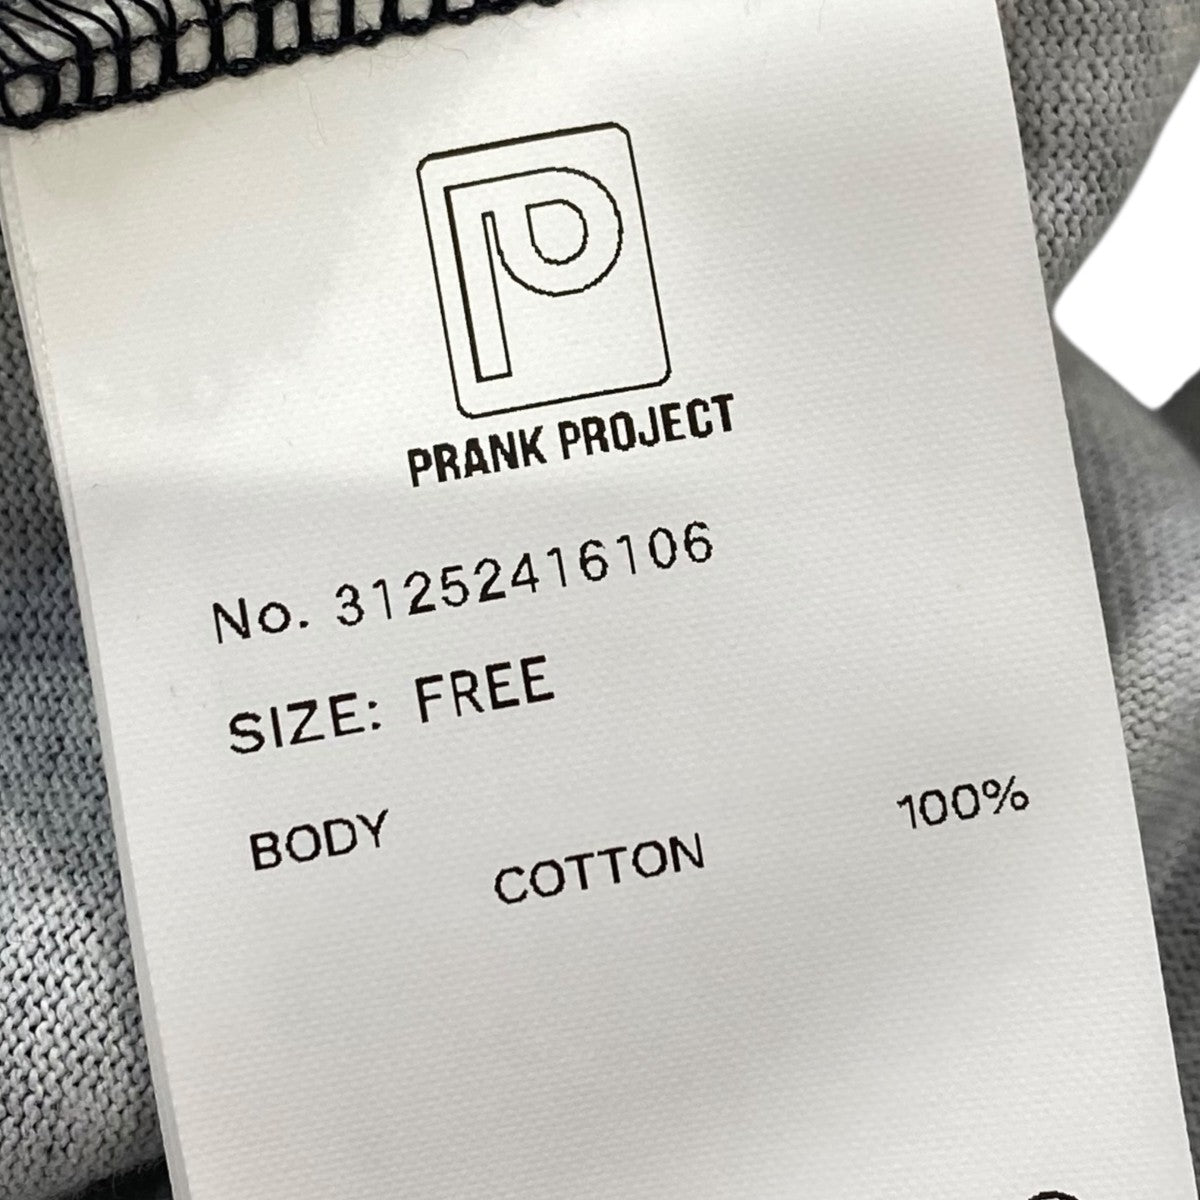 P
PRANK PROJECT
No. 31252416106
SIZE: FREE
BODY
COTTON 100%